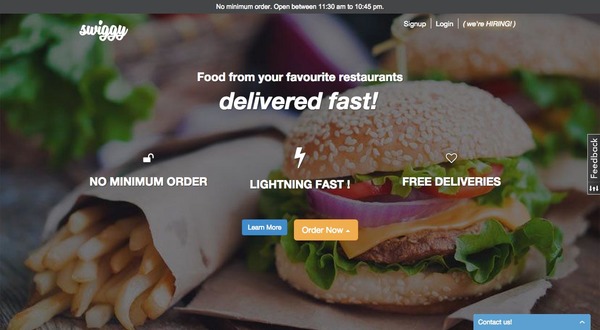 No minimum order. Open between 11:30 am to 10:45 pm.
swiggy
Signup Login ( we're HIRING! )
Food from your favourite restaurants
delivered fast!
NO MINIMUM ORDER
LIGHTNING FAST !
FREE DELIVERIES
Learn More
Order Now
Feedback
Contact us!